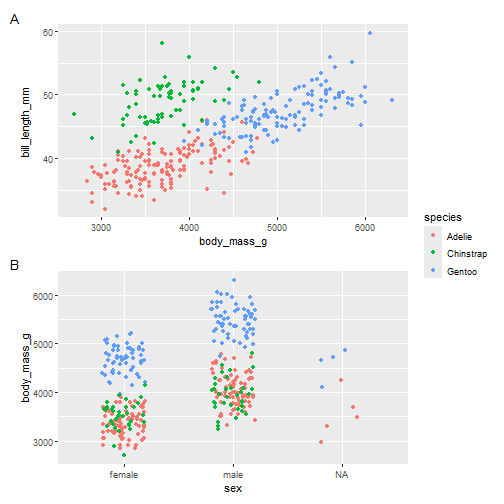 A
60
50
40
bill_length_mm
3000 4000 5000 6000
body_mass_g
species
Adelie
Chinstrap
Gentoo
B
6000
5000
4000
3000
body_mass_g
female male NA
sex